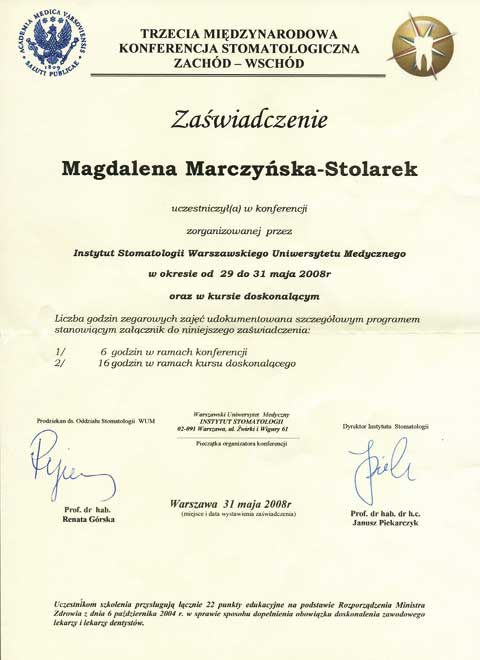 ACADEMIA MEDICA VARSOVIENSIS
1809
SALUTI PUBLICAE
TRZECIA MIĘDZYNARODOWA
KONFERENCJA STOMATOLOGICZNA
ZACHÓD – WSCHÓD
Zaświadczenie
Magdalena Marczyńska-Stolarek
uczestniczył(a) w konferencji
zorganizowanej przez
Instytut Stomatologii Warszawskiego Uniwersytetu Medycznego
w okresie od 29 do 31 maja 2008r
oraz w kursie doskonalącym
Liczba godzin zegarowych zajęć udokumentowana szczegółowym programem
stanowiącym załącznik do niniejszego zaświadczenia:
1/ 6 godzin w ramach konferencji
2/ 16 godzin w ramach kursu doskonalącego
Prodziekan ds. Oddziału Stomatologii WUM
Warszawski Uniwersytet Medyczny
INSTYTUT STOMATOLOGII
02-091 Warszawa, ul. Żwirki i Wigury 61
Pieczątka organizatora konferencji
Dyrektor Instytutu Stomatologii
Prof. dr hab.
Renata Górska
Warszawa 31 maja 2008r
(miejsce i data wystawienia zaświadczenia)
Prof. dr hab. dr h.c.
Janusz Piekarczyk
Uczestnikom szkolenia przysługują łącznie 22 punkty edukacyjne na podstawie Rozporządzenia Ministra
Zdrowia z dnia 6 października 2004 r. w sprawie sposobu dopełnienia obowiązku doskonalenia zawodowego
lekarzy i lekarzy dentystów.